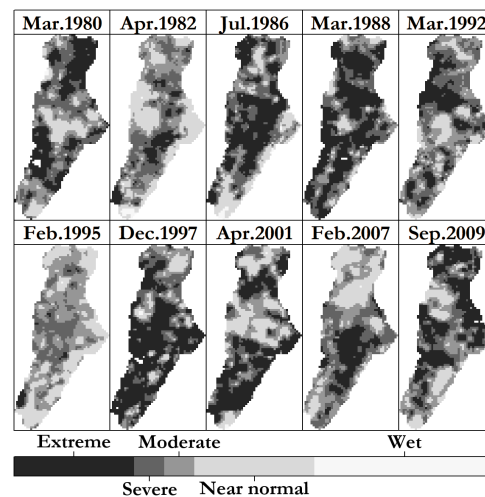 Mar.1980 Apr.1982 Jul.1986 Mar.1988 Mar.1992
Feb.1995 Dec.1997 Apr.2001 Feb.2007 Sep.2009
Extreme Moderate Wet
Severe Near normal